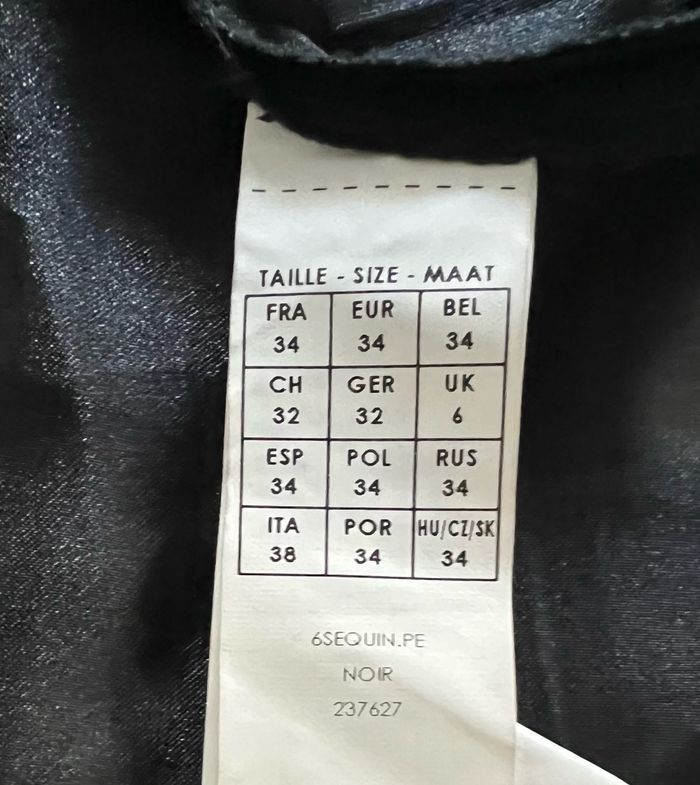 TAILLE - SIZE - MAAT
FRA EUR BEL
34 34 34
CH GER UK
32 32 6
ESP POL RUS
34 34 34
ITA POR HU/CZ/SK
38 34 34
6SEQUIN.PE
NOIR
237627